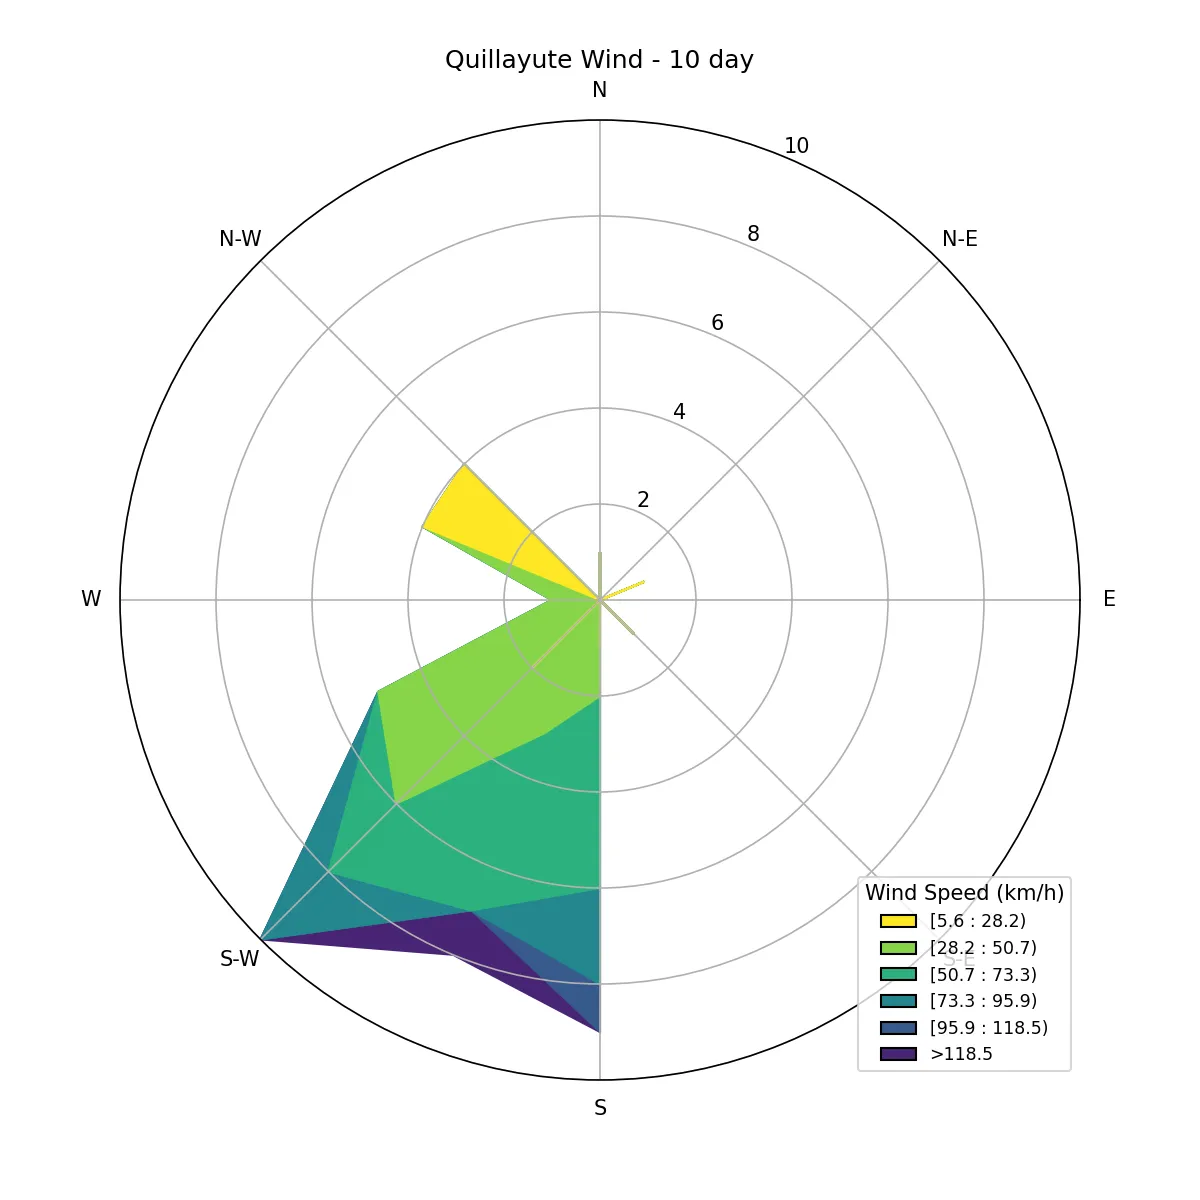 Quillayute Wind - 10 day
N
10
N-W
8
N-E
6
4
2
W
E
S-W
S-E
S
Wind Speed (km/h)
[5.6 : 28.2)
[28.2 : 50.7)
[50.7 : 73.3)
[73.3 : 95.9)
[95.9 : 118.5)
>118.5